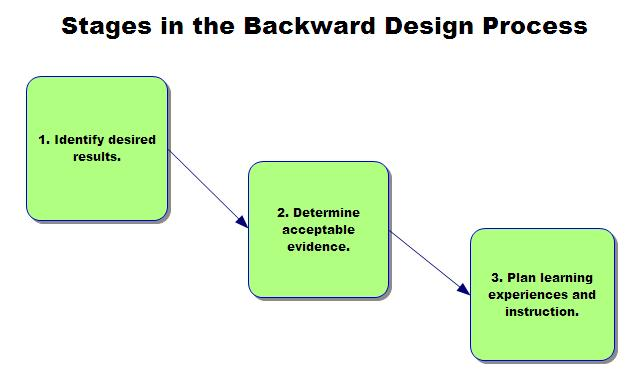 Stages in the Backward Design Process
1. Identify desired
results.
2. Determine
acceptable
evidence.
3. Plan learning
experiences and
instruction.